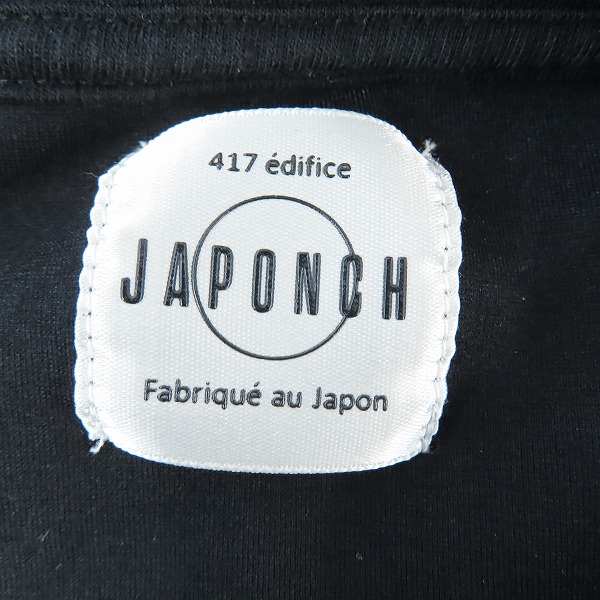 417 édifice
JAPONCH
Fabriqué au Japon